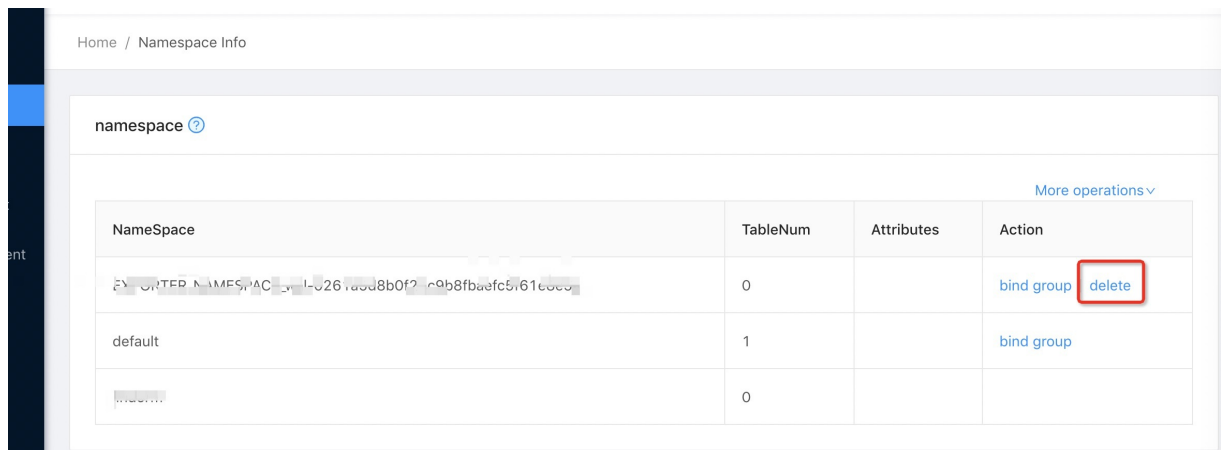 Home / Namespace Info
namespace ?
More operations
ent
NameSpace TableNum Attributes Action
0 bind group delete
default 1 bind group
0